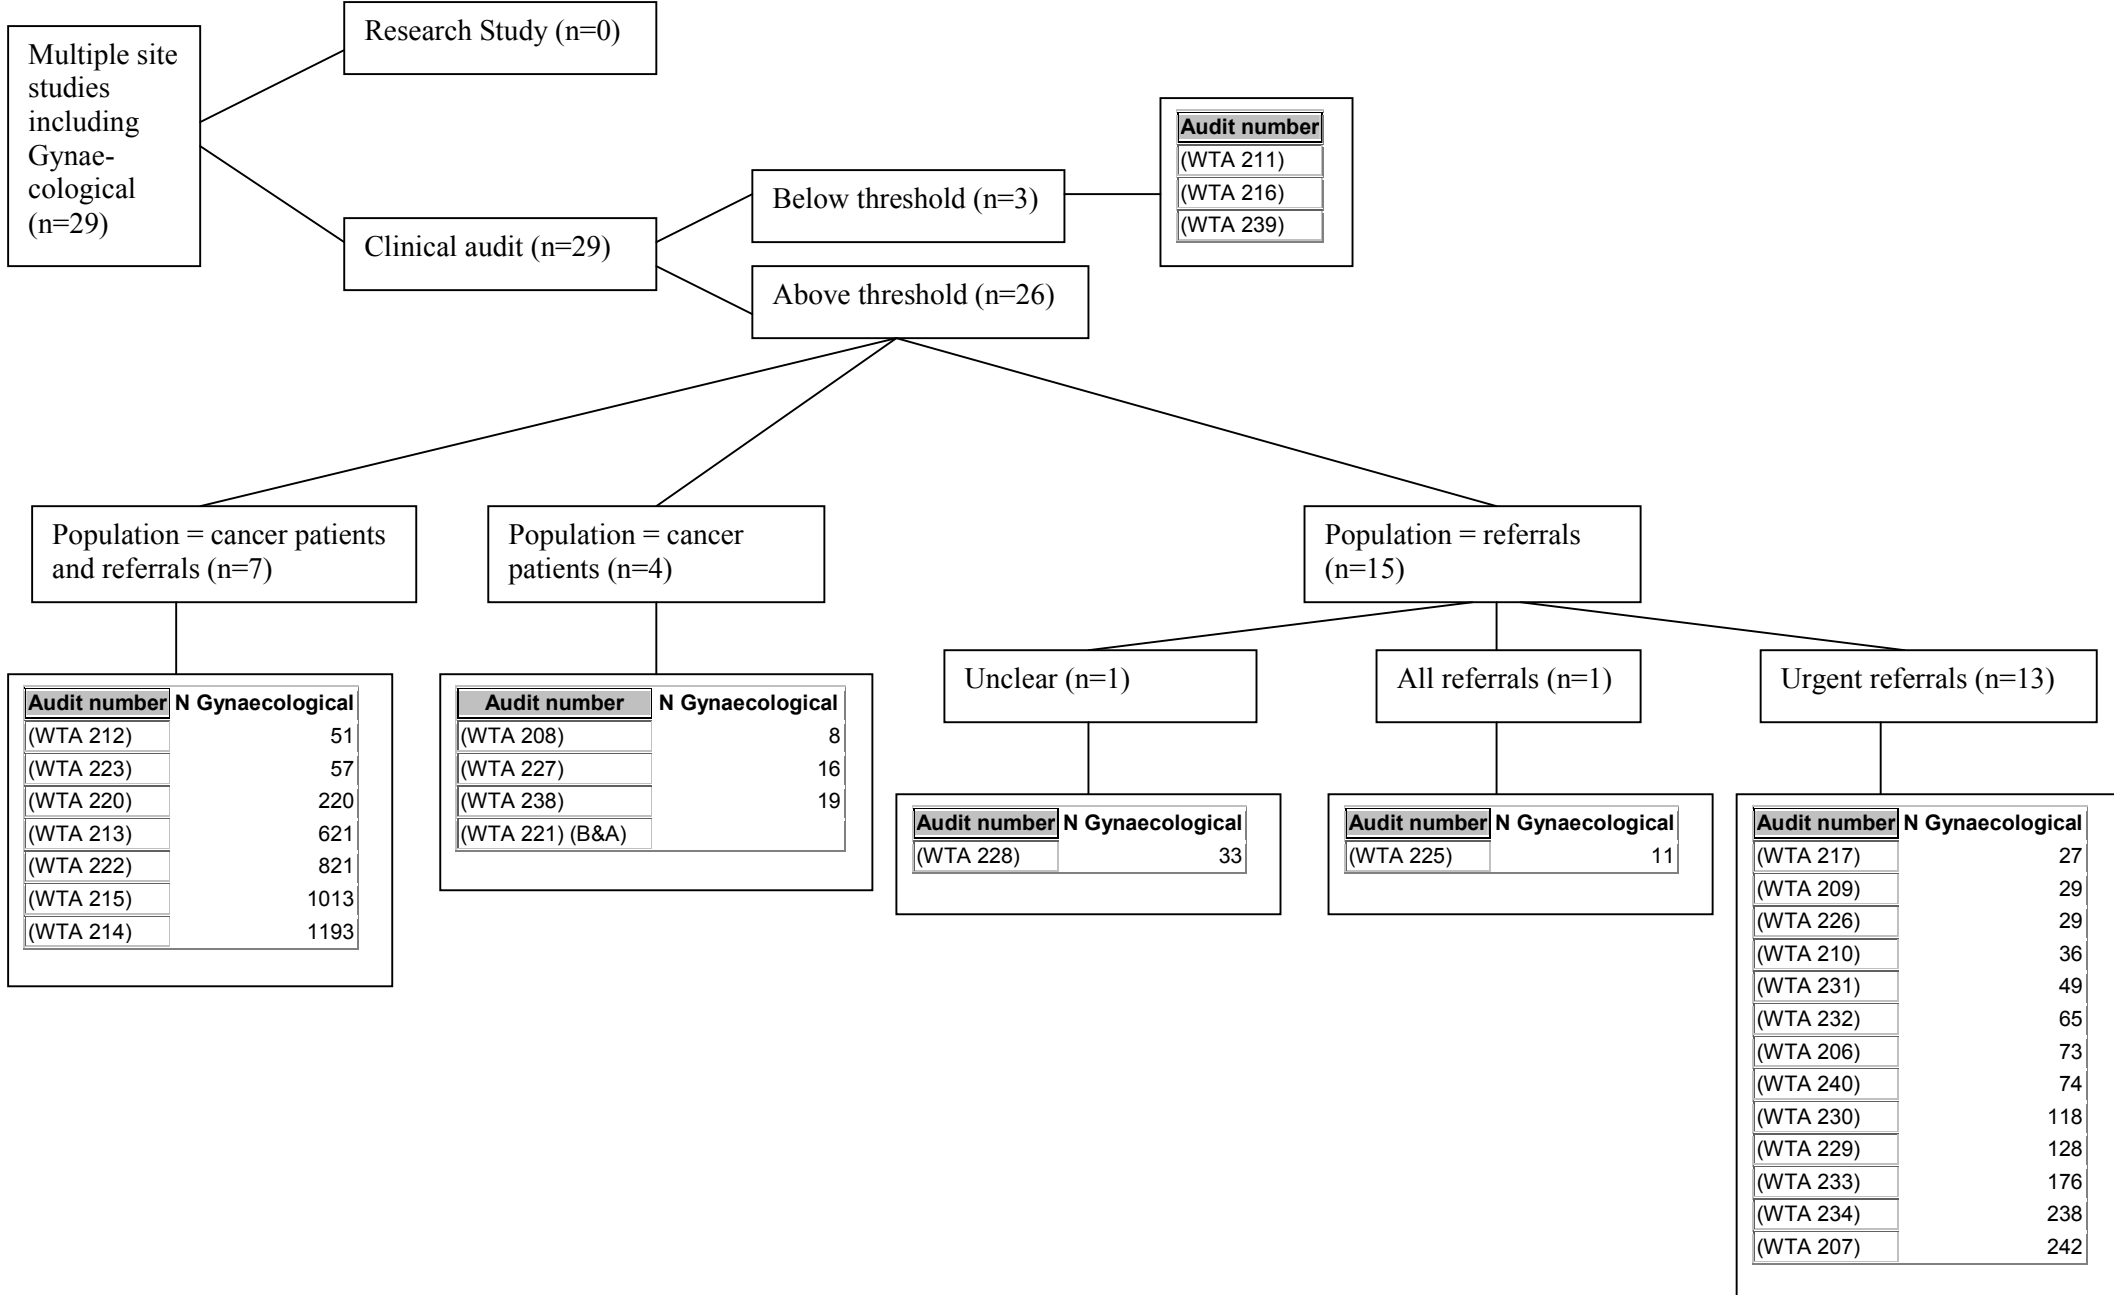 Multiple site
studies
including
Gynae-
cological
(n=29)
Research Study (n=0)
Clinical audit (n=29)
Below threshold (n=3)
Audit number
(WTA 211)
(WTA 216)
(WTA 239)
Above threshold (n=26)
Population = cancer patients
and referrals (n=7)
Audit number N Gynaecological
(WTA 212) 51
(WTA 223) 57
(WTA 220) 220
(WTA 213) 621
(WTA 222) 821
(WTA 215) 1013
(WTA 214) 1193
Population = cancer
patients (n=4)
Audit number N Gynaecological
(WTA 208) 8
(WTA 227) 16
(WTA 238) 19
(WTA 221) (B&A)
Population = referrals
(n=15)
Unclear (n=1)
Audit number N Gynaecological
(WTA 228) 33
All referrals (n=1)
Audit number N Gynaecological
(WTA 225) 11
Urgent referrals (n=13)
Audit number N Gynaecological
(WTA 217) 27
(WTA 209) 29
(WTA 226) 29
(WTA 210) 36
(WTA 231) 49
(WTA 232) 65
(WTA 206) 73
(WTA 240) 74
(WTA 230) 118
(WTA 229) 128
(WTA 233) 176
(WTA 234) 238
(WTA 207) 242